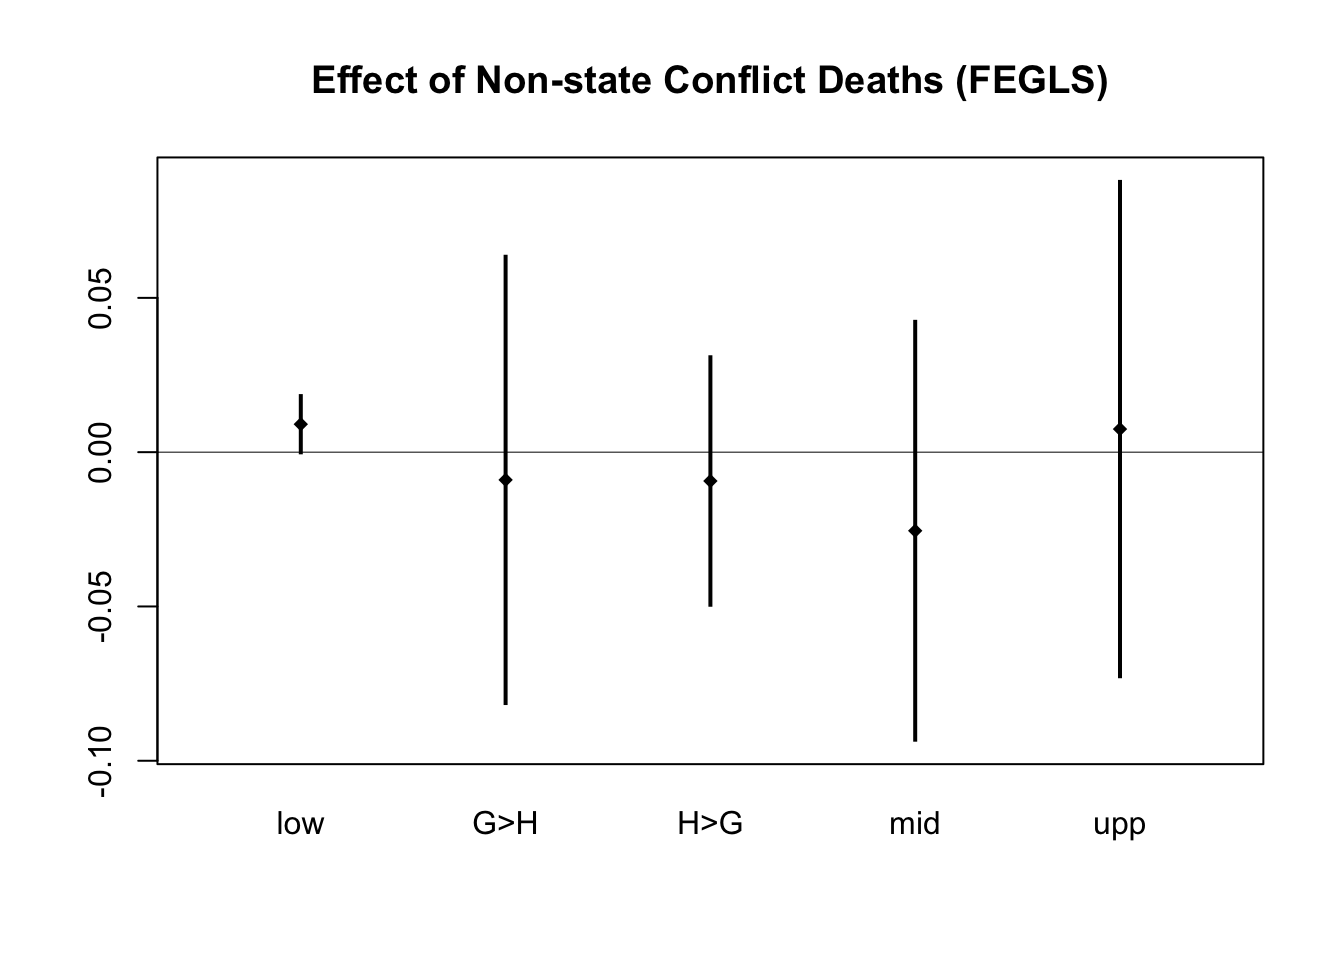 Effect of Non-state Conflict Deaths (FEGLS)
0.05
0.00
-0.05
-0.10
low G>H H>G mid upp